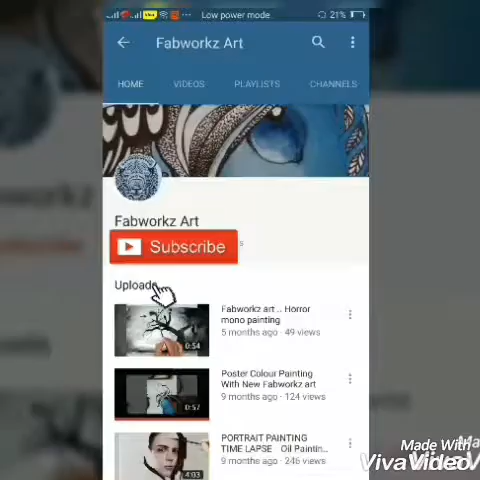 Low power mode
21%
Fabworkz Art
HOME VIDEOS PLAYLISTS CHANNELS
Fabworkz Art
Subscribe
Uploads
Fabworkz art .. Horror
mono painting
5 months ago · 49 views
0:54
Poster Colour Painting
With New Fabworkz art
9 months ago · 124 views
0:57
PORTRAIT PAINTING
TIME LAPSE Oil Paintin...
9 months ago · 246 views
4:03
Made With
VivaVideo